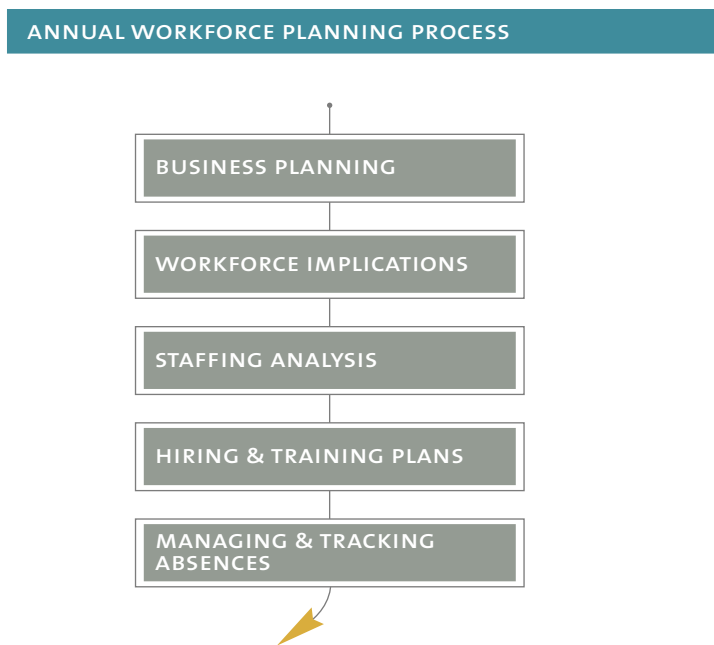 ANNUAL WORKFORCE PLANNING PROCESS
BUSINESS PLANNING
WORKFORCE IMPLICATIONS
STAFFING ANALYSIS
HIRING & TRAINING PLANS
MANAGING & TRACKING
ABSENCES